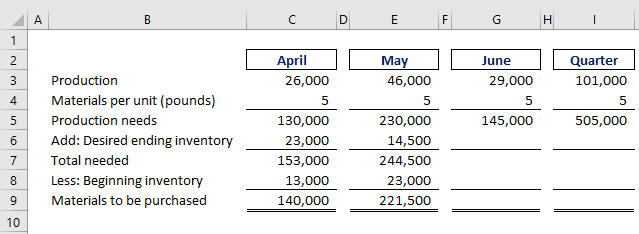 A B C D E F G H I
1
2 April May June Quarter
3 Production 26,000 46,000 29,000 101,000
4 Materials per unit (pounds) 5 5 5 5
5 Production needs 130,000 230,000 145,000 505,000
6 Add: Desired ending inventory 23,000 14,500
7 Total needed 153,000 244,500
8 Less: Beginning inventory 13,000 23,000
9 Materials to be purchased 140,000 221,500
10